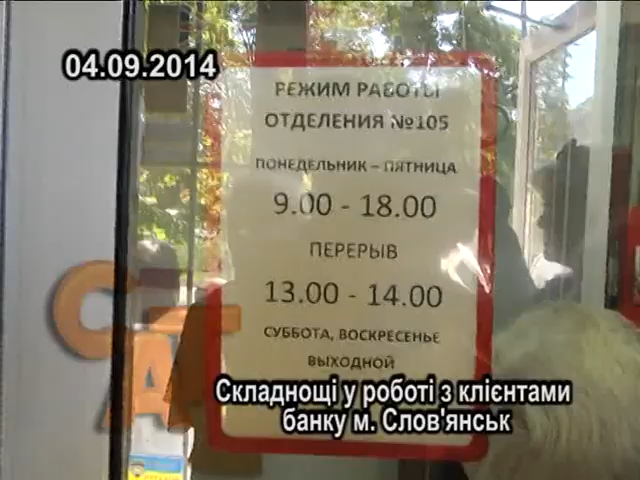 04.09.2014
РЕЖИМ РАБОТЫ
ОТДЕЛЕНИЯ №105
ПОНЕДЕЛЬНИК – ПЯТНИЦА
9.00 - 18.00
ПЕРЕРЫВ
13.00 - 14.00
СУББОТА, ВОСКРЕСЕНЬЕ
ВЫХОДНОЙ
Складнощі у роботі з клієнтами
банку м. Слов'янськ